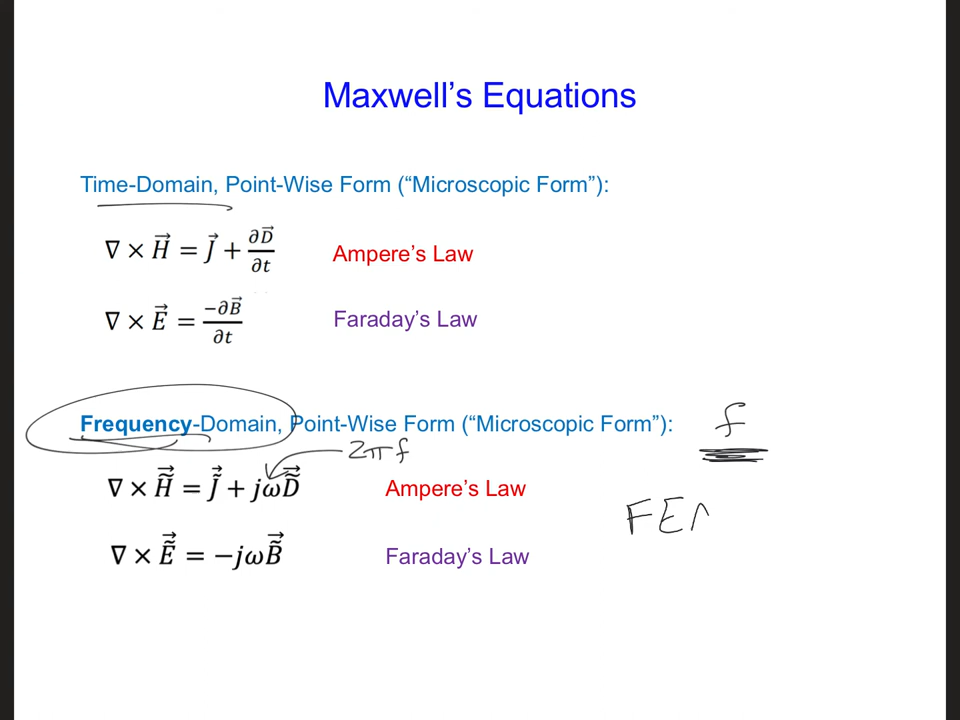 Maxwell's Equations
Time-Domain, Point-Wise Form (“Microscopic Form”):
∇ × H⃗ = J⃗ + ∂D⃗/∂t Ampere's Law
∇ × E⃗ = −∂B⃗/∂t Faraday's Law
Frequency-Domain, Point-Wise Form (“Microscopic Form”): f
2πf
∇ × H̃⃗ = J̃⃗ + jωD̃⃗ Ampere's Law
∇ × Ẽ⃗ = −jωB̃⃗ Faraday's Law